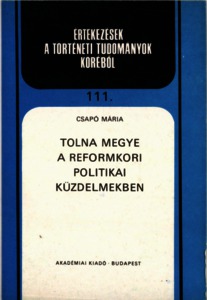 ÉRTEKEZÉSEK
A TÖRTÉNETI TUDOMÁNYOK
KÖRÉBŐL
111.
CSAPÓ MÁRIA
TOLNA MEGYE
A REFORMKORI
POLITIKAI
KÜZDELMEKBEN
AKADÉMIAI KIADÓ · BUDAPEST